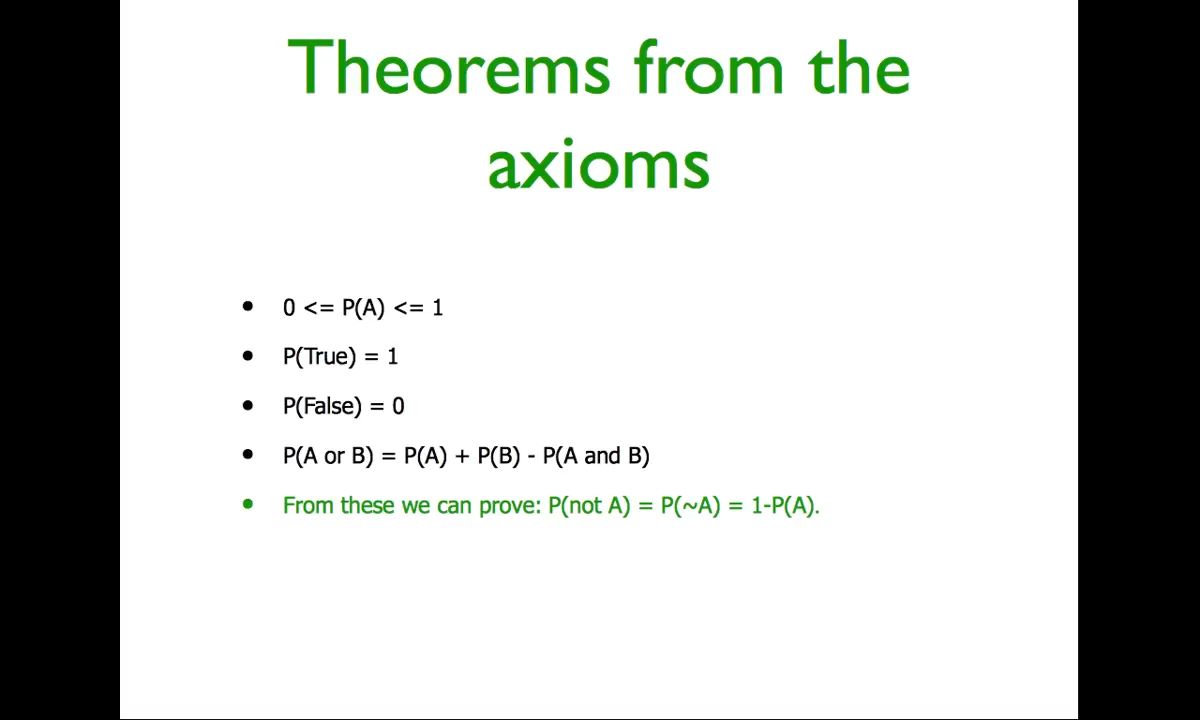 Theorems from the
axioms
• 0 <= P(A) <= 1
• P(True) = 1
• P(False) = 0
• P(A or B) = P(A) + P(B) - P(A and B)
• From these we can prove: P(not A) = P(~A) = 1-P(A).